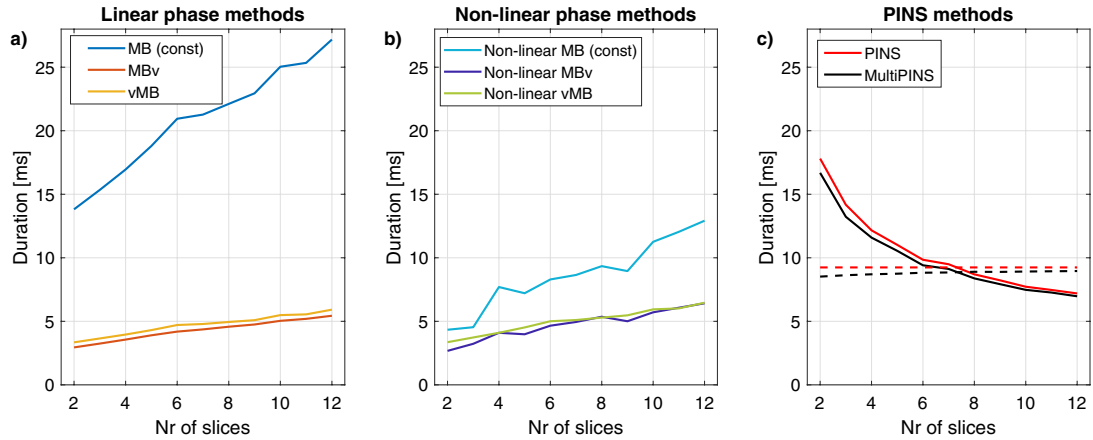 Linear phase methods
a)
MB (const)
MBv
vMB
Duration [ms]
25
20
15
10
5
0
2 4 6 8 10 12
Nr of slices
Non-linear phase methods
b)
Non-linear MB (const)
Non-linear MBv
Non-linear vMB
Duration [ms]
25
20
15
10
5
0
2 4 6 8 10 12
Nr of slices
PINS methods
c)
PINS
MultiPINS
Duration [ms]
25
20
15
10
5
0
2 4 6 8 10 12
Nr of slices